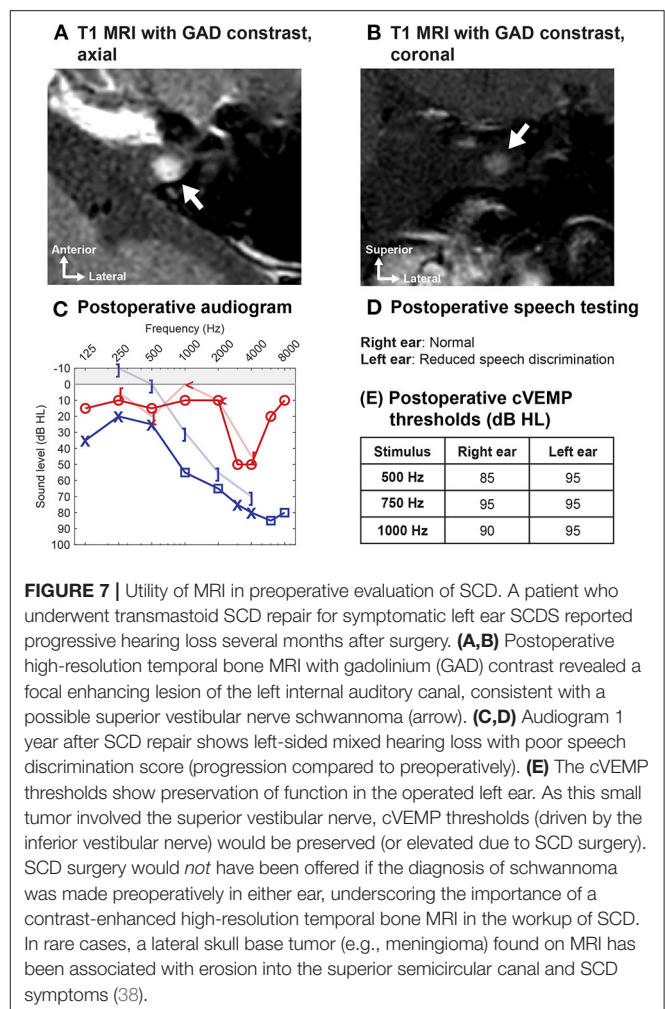 A T1 MRI with GAD constrast,
axial
B T1 MRI with GAD constrast,
coronal
Anterior
Lateral
Superior
Lateral
C Postoperative audiogram
Frequency (Hz)
125 250 500 1000 2000 4000 8000
Sound level (dB HL)
-10
0
10
20
30
40
50
60
70
80
90
100
D Postoperative speech testing
Right ear: Normal
Left ear: Reduced speech discrimination
(E) Postoperative cVEMP
thresholds (dB HL)
Stimulus Right ear Left ear
500 Hz 85 95
750 Hz 95 95
1000 Hz 90 95
FIGURE 7 | Utility of MRI in preoperative evaluation of SCD. A patient who
underwent transmastoid SCD repair for symptomatic left ear SCDS reported
progressive hearing loss several months after surgery. (A,B) Postoperative
high-resolution temporal bone MRI with gadolinium (GAD) contrast revealed a
focal enhancing lesion of the left internal auditory canal, consistent with a
possible superior vestibular nerve schwannoma (arrow). (C,D) Audiogram 1
year after SCD repair shows left-sided mixed hearing loss with poor speech
discrimination score (progression compared to preoperatively). (E) The cVEMP
thresholds show preservation of function in the operated left ear. As this small
tumor involved the superior vestibular nerve, cVEMP thresholds (driven by the
inferior vestibular nerve) would be preserved (or elevated due to SCD surgery).
SCD surgery would not have been offered if the diagnosis of schwannoma
was made preoperatively in either ear, underscoring the importance of a
contrast-enhanced high-resolution temporal bone MRI in the workup of SCD.
In rare cases, a lateral skull base tumor (e.g., meningioma) found on MRI has
been associated with erosion into the superior semicircular canal and SCD
symptoms (38).